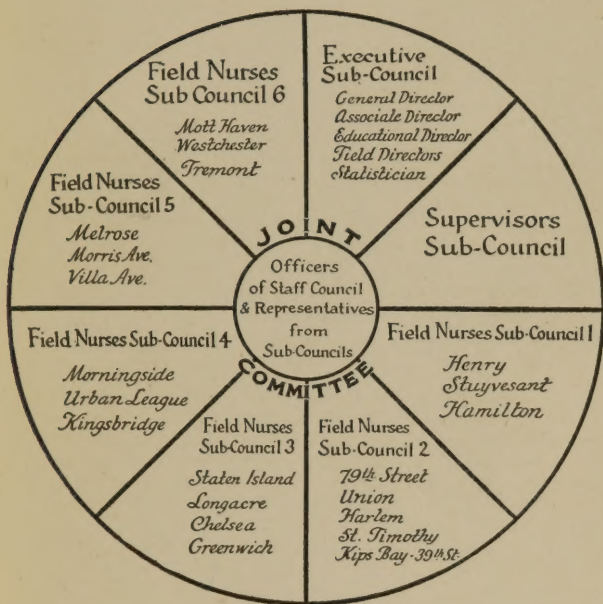 Executive
Sub-Council
General Director
Associate Director
Educational Director
Field Directors
Statistician
Supervisors
Sub-Council
Field Nurses Sub-Council 1
Henry
Stuyvesant
Hamilton
Field Nurses
Sub-Council 2
79th Street
Union
Harlem
St. Timothy
Kips Bay-39th St.
Field Nurses
Sub-Council 3
Staten Island
Longacre
Chelsea
Greenwich
Field Nurses Sub-Council 4
Morningside
Urban League
Kingsbridge
Field Nurses
Sub-Council 5
Melrose
Morris Ave.
Villa Ave.
Field Nurses
Sub Council 6
Mott Haven
Westchester
Tremont
JOINT
Officers
of Staff Council
& Representatives
from
Sub-Councils
COMMITTEE